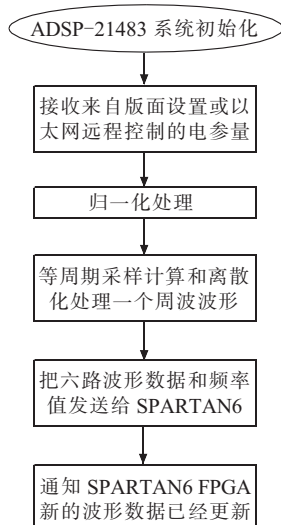 ADSP-21483 系统初始化
接收来自版面设置或以
太网远程控制的电参量
归一化处理
等周期采样计算和离散
化处理一个周波波形
把六路波形数据和频率
值发送给 SPARTAN6
通知 SPARTAN6 FPGA
新的波形数据已经更新